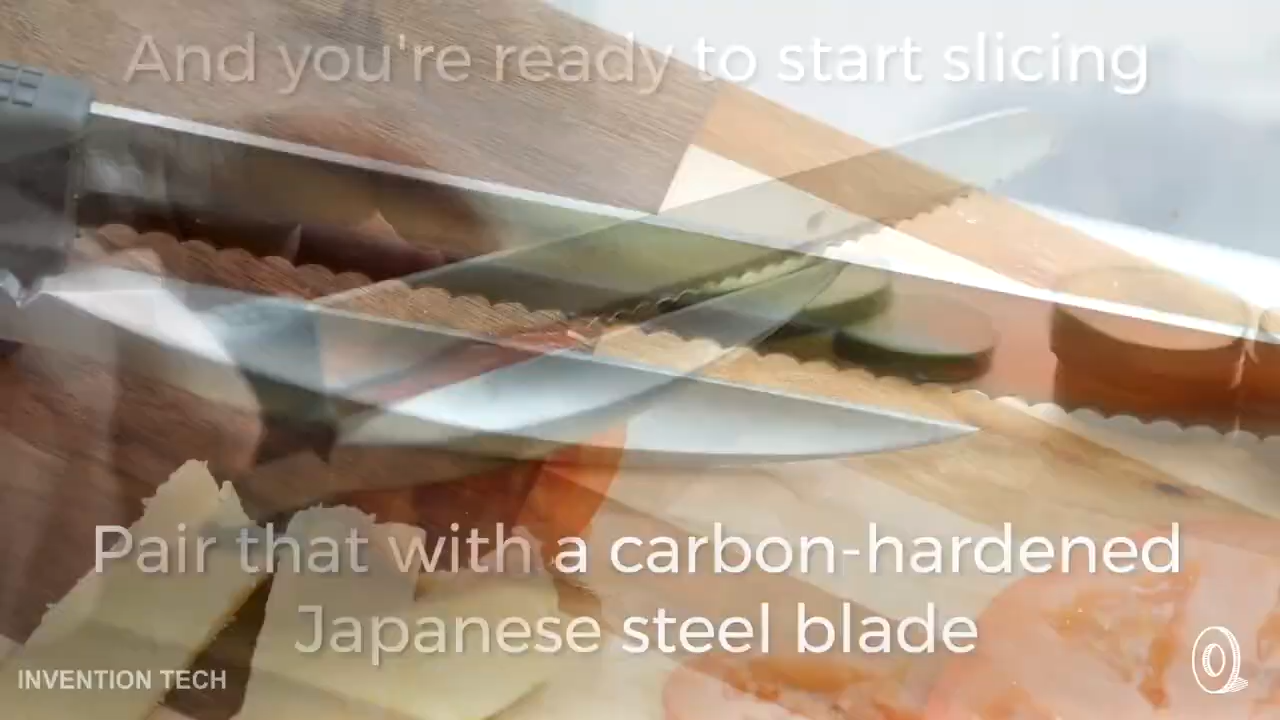 And you're ready to start slicing
Pair that with a carbon-hardened
Japanese steel blade
INVENTION TECH